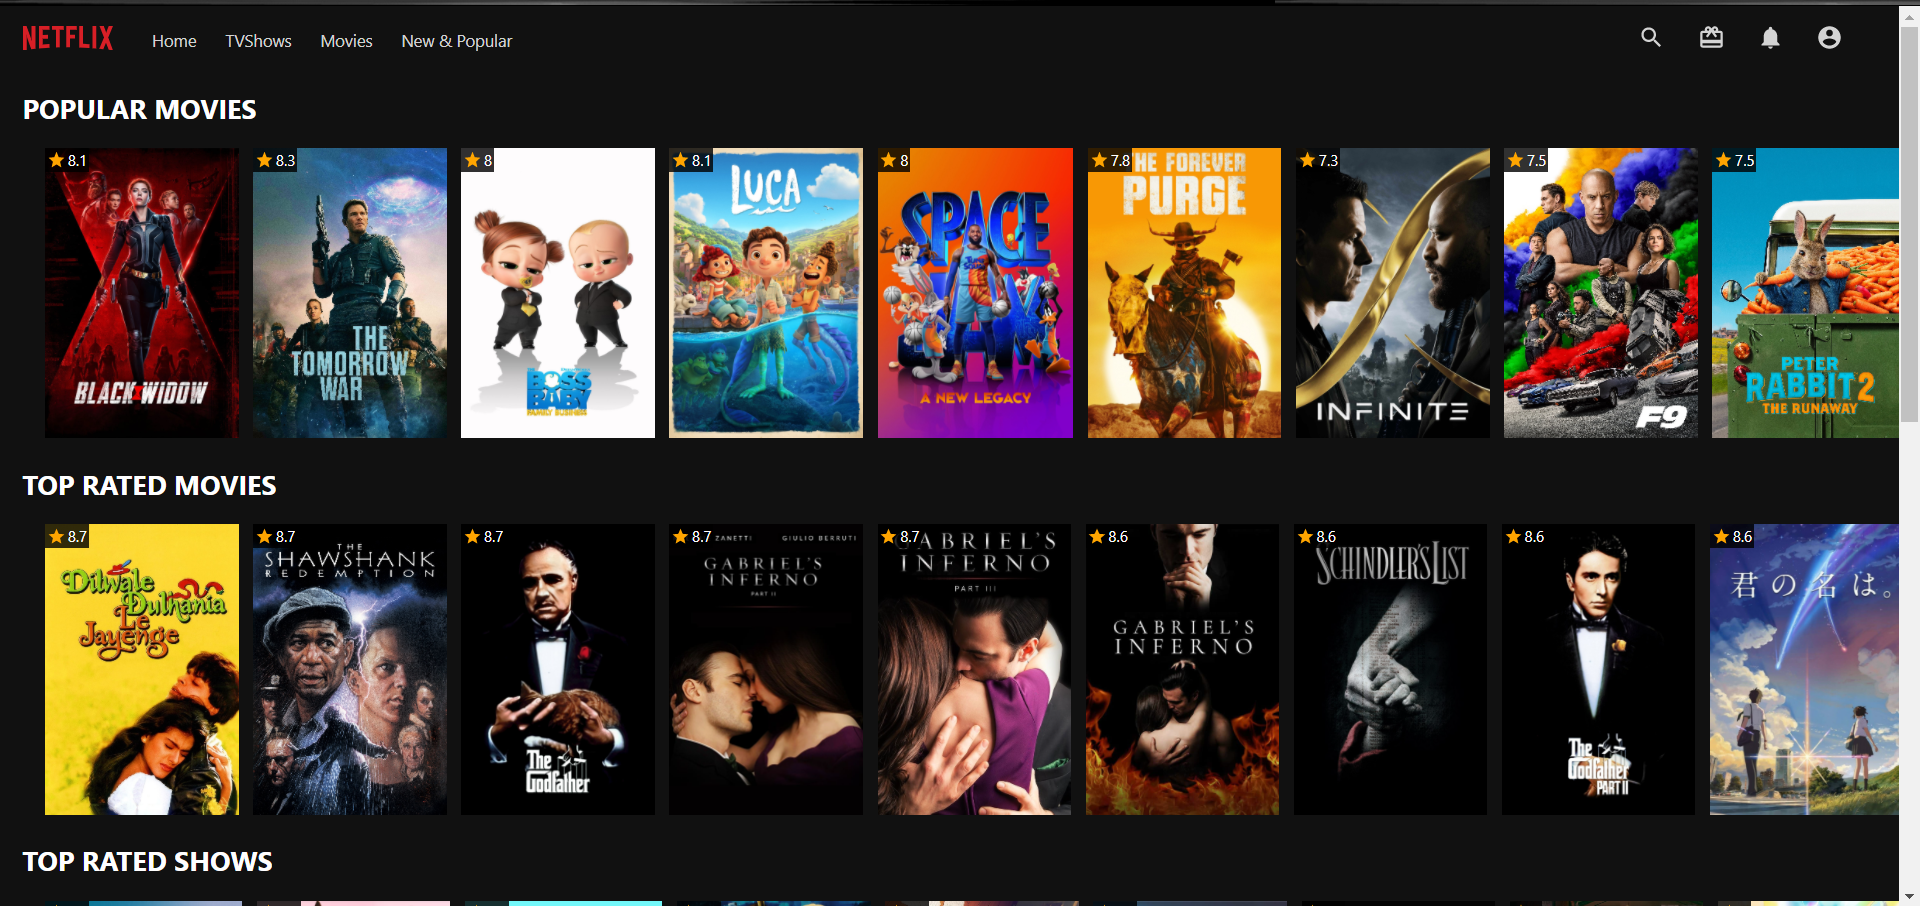 NETFLIX
Home TVShows Movies New & Popular
POPULAR MOVIES
8.1
BLACK WIDOW
8.3
THE
TOMORROW
WAR
8
BOSS
BABY
FAMILY BUSINESS
8.1
LUCA
8
SPACE
JAM
A NEW LEGACY
7.8
HE FOREVER
PURGE
7.3
INFINITE
7.5
F9
7.5
PETER
RABBIT 2
THE RUNAWAY
TOP RATED MOVIES
8.7
Dilwale
Dulhania
Le
Jayenge
8.7
THE
SHAWSHANK
REDEMPTION
8.7
The
Godfather
8.7 ZANETTI GIULIO BERRUTI
GABRIEL'S
INFERNO
PART II
8.7
GABRIEL'S
INFERNO
PART III
8.6
GABRIEL'S
INFERNO
8.6
SCHINDLER'S LIST
8.6
The
Godfather
PART II
8.6
君の名は。
TOP RATED SHOWS